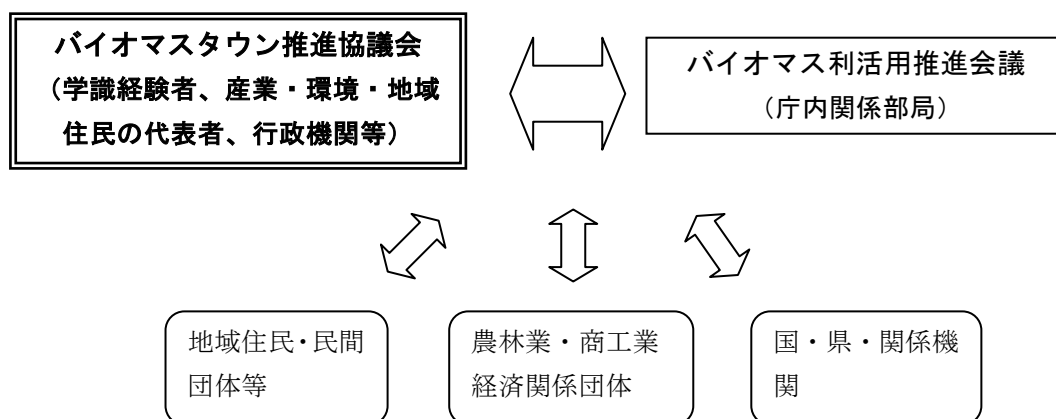 バイオマスタウン推進協議会
（学識経験者、産業・環境・地域
住民の代表者、行政機関等）
バイオマス利活用推進会議
（庁内関係部局）
地域住民・民間
団体等
農林業・商工業
経済関係団体
国・県・関係機
関